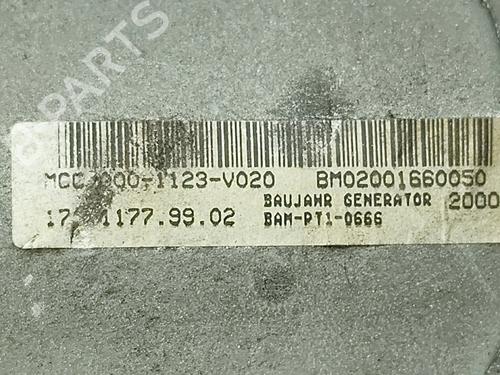 B-PARTS
MCC 000-1123-V020 BM02001660050
BAUJAHR GENERATOR 2000
1177.99.02 BAM-PT1-0666